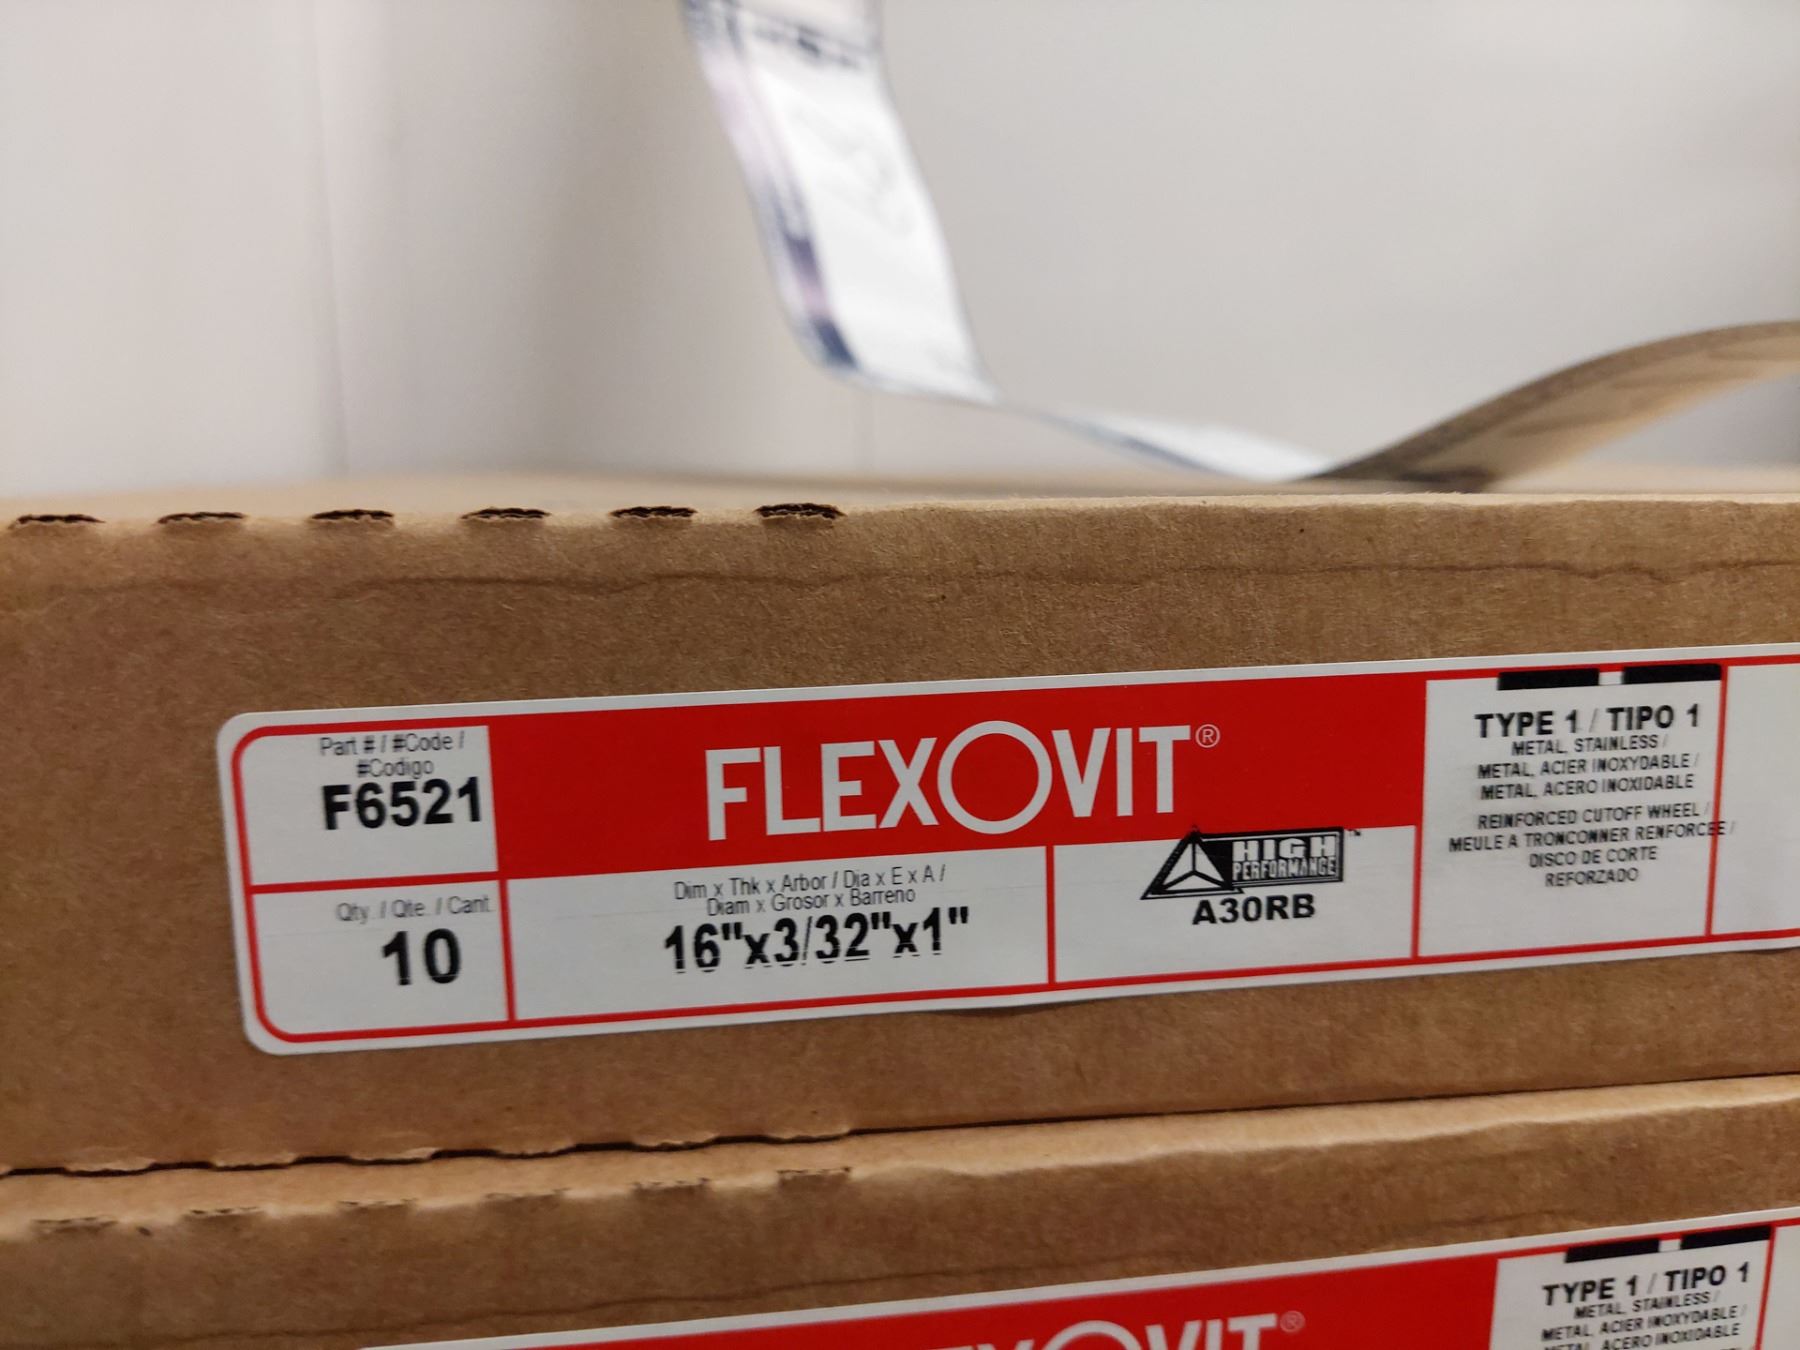 Part # / #Code /
#Codigo
F6521
Qty. / Qte. / Cant.
10
FLEXOVIT®
Dim x Thk x Arbor / Dia x E x A /
Diam x Grosor x Barreno
16"x3/32"x1"
HIGH
PERFORMANCE™
A30RB
TYPE 1 / TIPO 1
METAL, STAINLESS /
METAL, ACIER INOXYDABLE /
METAL, ACERO INOXIDABLE
REINFORCED CUTOFF WHEEL /
MEULE A TRONCONNER RENFORCEE /
DISCO DE CORTE
REFORZADO
TYPE 1 / TIPO 1
METAL, STAINLESS /
METAL, ACIER INOXYDABLE /
METAL, ACERO INOXIDABLE